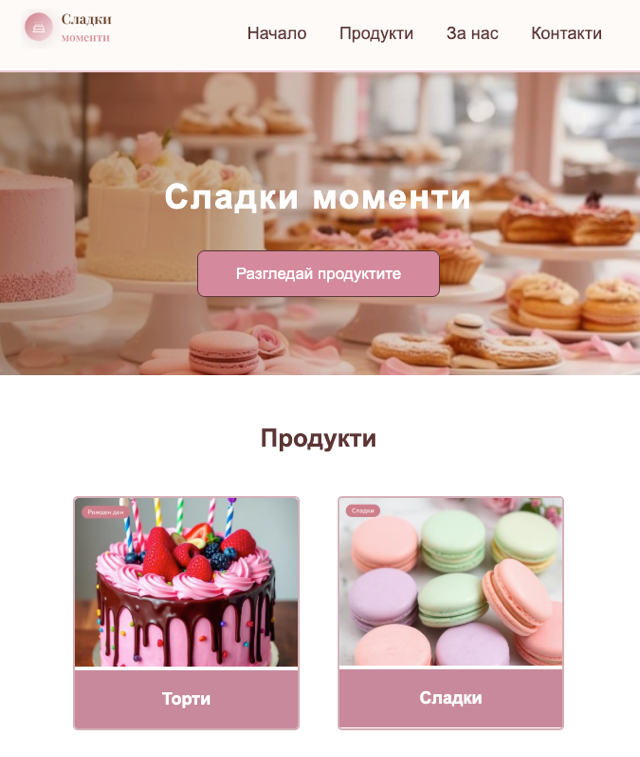 Сладки
моменти
Начало Продукти За нас Контакти
Сладки моменти
Разгледай продуктите
Продукти
Рожден ден
Сладки
Торти
Сладки